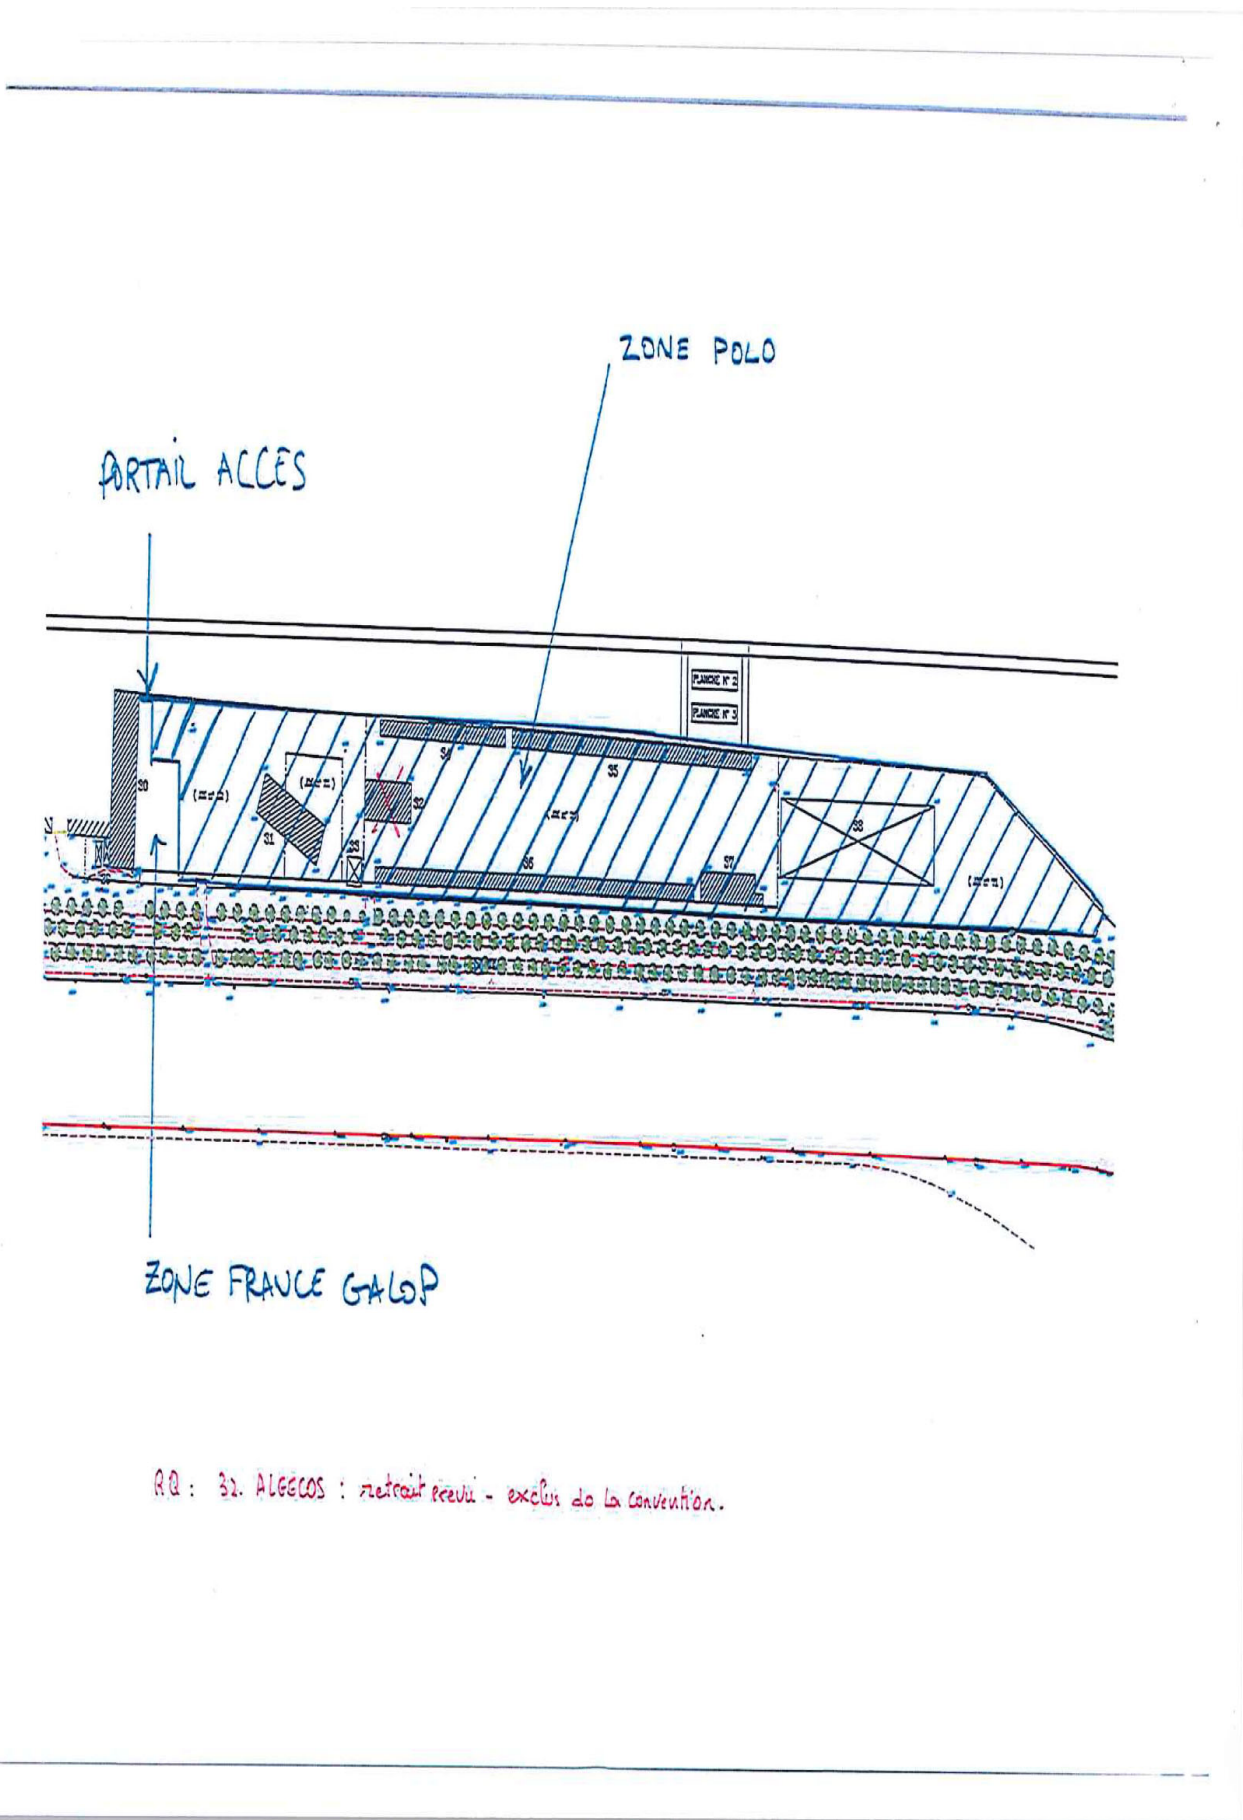 ZONE POLO
PORTAIL ACCES
PLANCHE N° 2
PLANCHE N° 3
34
35
30
32
38
31
33
36
37
ZONE FRANCE GALOP
RQ : 32. ALGECOS : retrait prévu - exclus de la convention.